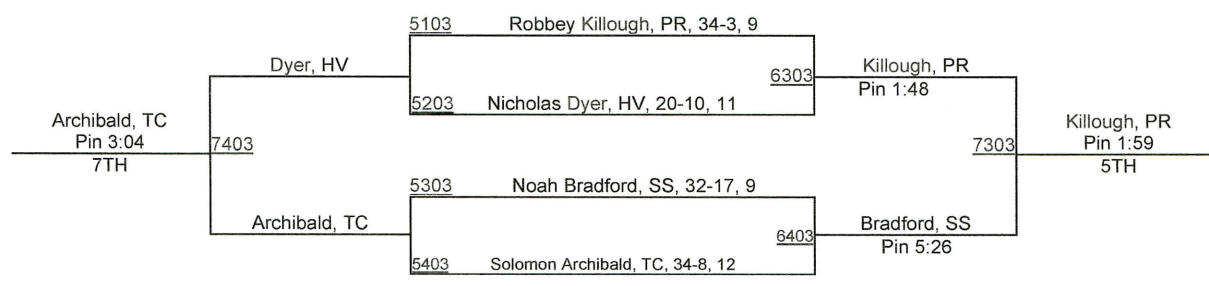 5103
Robbey Killough, PR, 34-3, 9
Dyer, HV
6303
Killough, PR
Pin 1:48
5203
Nicholas Dyer, HV, 20-10, 11
Archibald, TC
Pin 3:04
7TH
7403
7303
Killough, PR
Pin 1:59
5TH
5303
Noah Bradford, SS, 32-17, 9
Archibald, TC
6403
Bradford, SS
Pin 5:26
5403
Solomon Archibald, TC, 34-8, 12